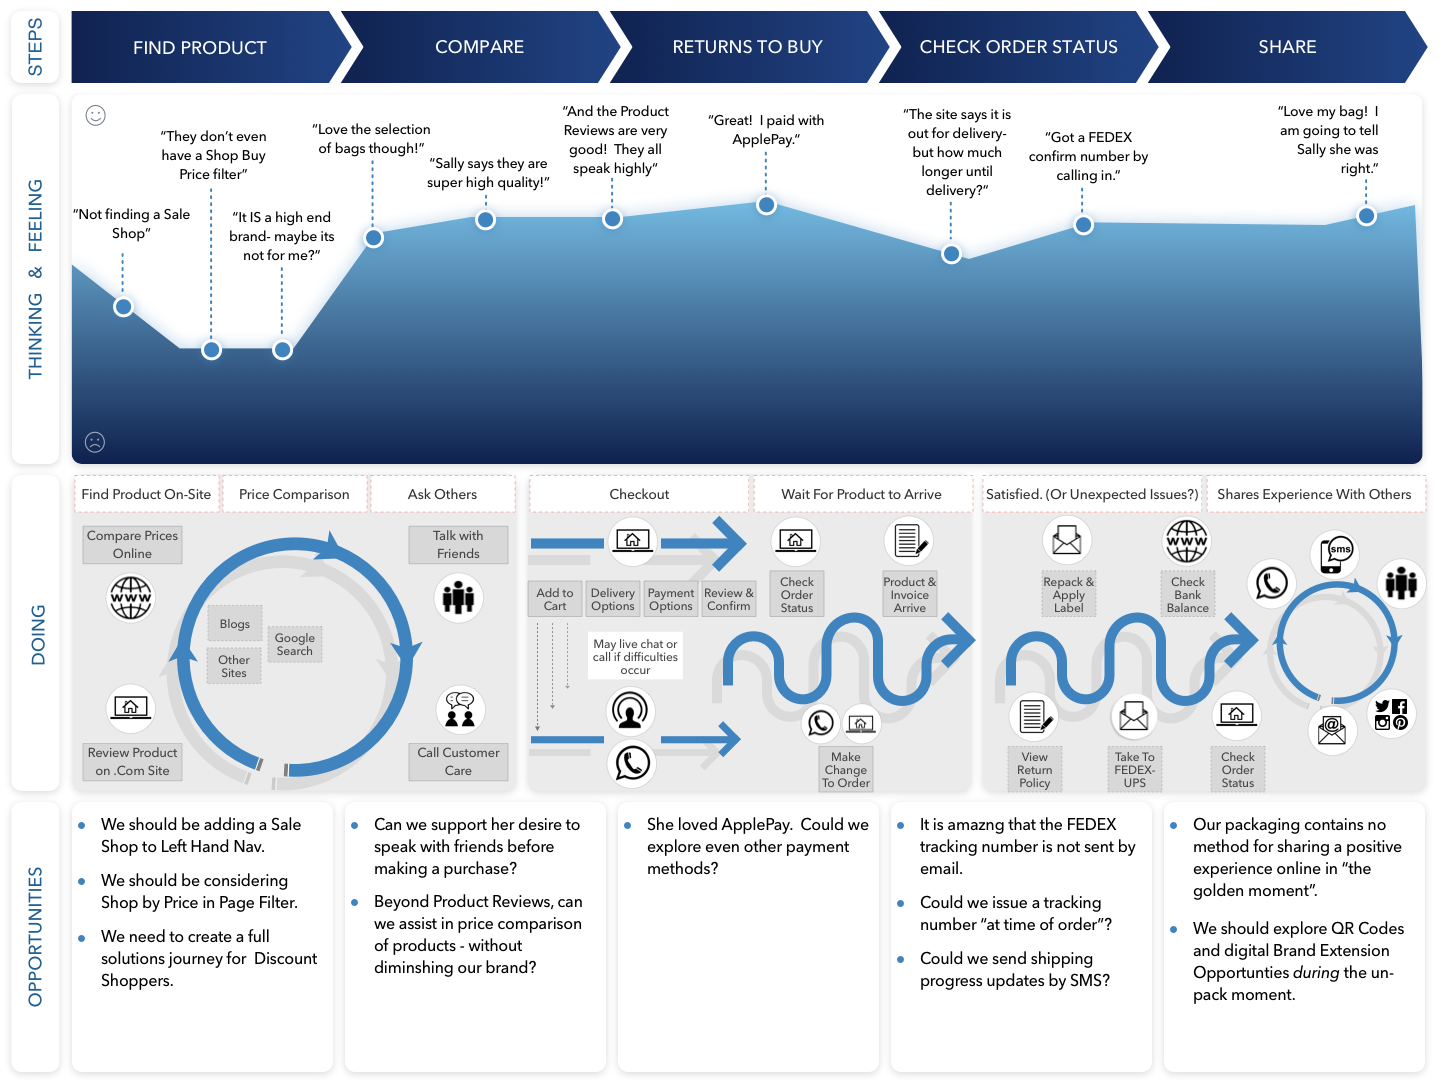 STEPS
FIND PRODUCT
COMPARE
RETURNS TO BUY
CHECK ORDER STATUS
SHARE
THINKING & FEELING
“Not finding a Sale
Shop”
“They don’t even
have a Shop Buy
Price filter”
“It IS a high end
brand- maybe its
not for me?”
“Love the selection
of bags though!”
“Sally says they are
super high quality!”
“And the Product
Reviews are very
good! They all
speak highly”
“Great! I paid with
ApplePay.“
“The site says it is
out for delivery-
but how much
longer until
delivery?”
“Got a FEDEX
confirm number by
calling in.”
“Love my bag! I
am going to tell
Sally she was
right.”
DOING
Find Product On-Site
Price Comparison
Ask Others
Compare Prices
Online
Talk with
Friends
WWW
Blogs
Google
Search
Other
Sites
Review Product
on .Com Site
Call Customer
Care
Checkout
Wait For Product to Arrive
Add to
Cart
Delivery
Options
Payment
Options
Review &
Confirm
May live chat or
call if difficulties
occur
Check
Order
Status
Product &
Invoice
Arrive
Make
Change
To Order
Satisfied. (Or Unexpected Issues?)
Shares Experience With Others
WWW
sms
Repack &
Apply
Label
Check
Bank
Balance
View
Return
Policy
Take To
FEDEX-
UPS
Check
Order
Status
@
OPPORTUNITIES
We should be adding a Sale
Shop to Left Hand Nav.
We should be considering
Shop by Price in Page Filter.
We need to create a full
solutions journey for Discount
Shoppers.
Can we support her desire to
speak with friends before
making a purchase?
Beyond Product Reviews, can
we assist in price comparison
of products - without
diminshing our brand?
She loved ApplePay. Could we
explore even other payment
methods?
It is amazng that the FEDEX
tracking number is not sent by
email.
Could we issue a tracking
number “at time of order”?
Could we send shipping
progress updates by SMS?
Our packaging contains no
method for sharing a positive
experience online in “the
golden moment”.
We should explore QR Codes
and digital Brand Extension
Opportunties during the un-
pack moment.